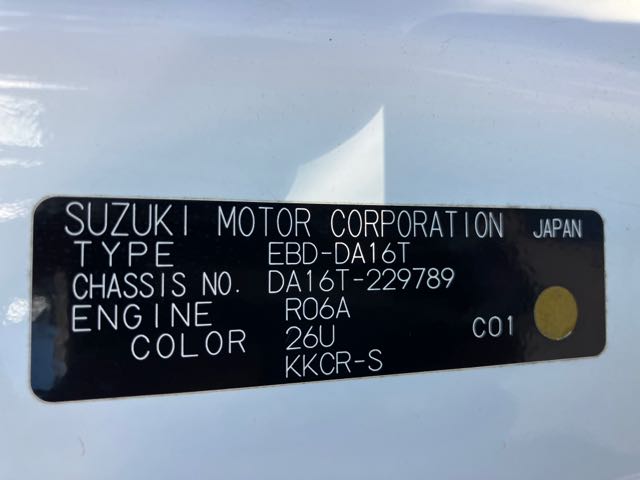 SUZUKI MOTOR CORPORATION JAPAN
TYPE EBD-DA16T
CHASSIS NO. DA16T-229789
ENGINE R06A
COLOR 26U C01
KKCR-S